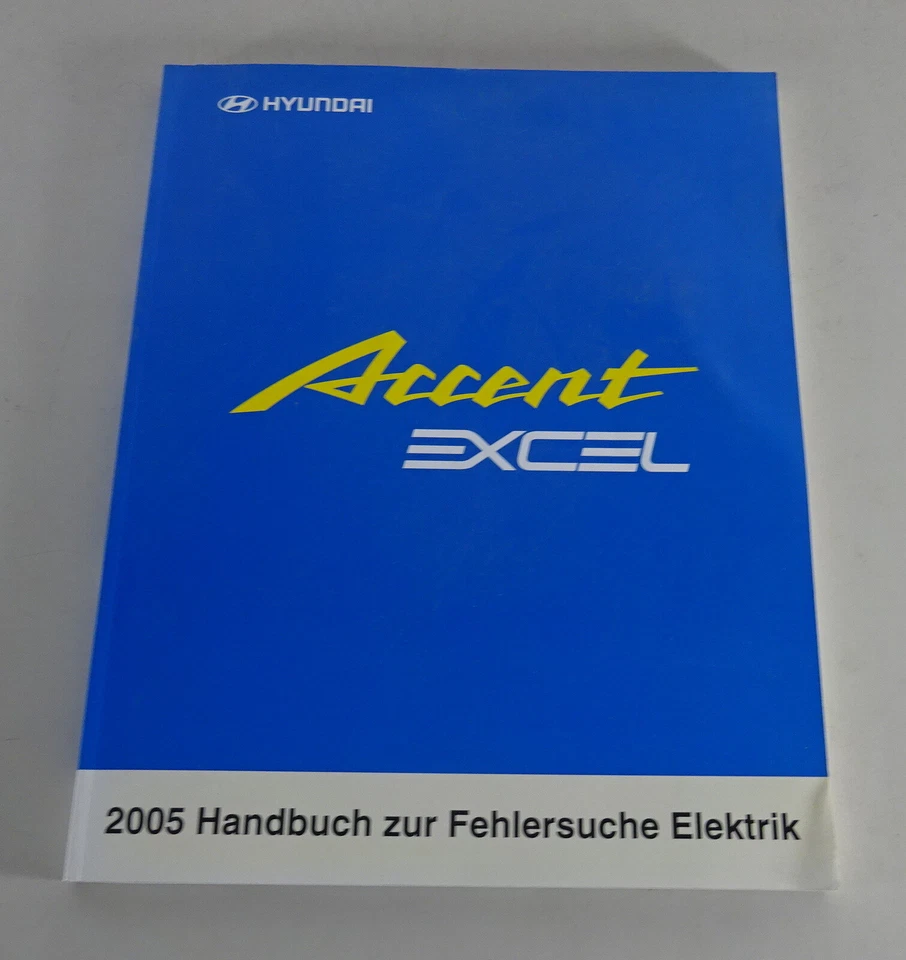 HYUNDAI
Accent
EXCEL
2005 Handbuch zur Fehlersuche Elektrik